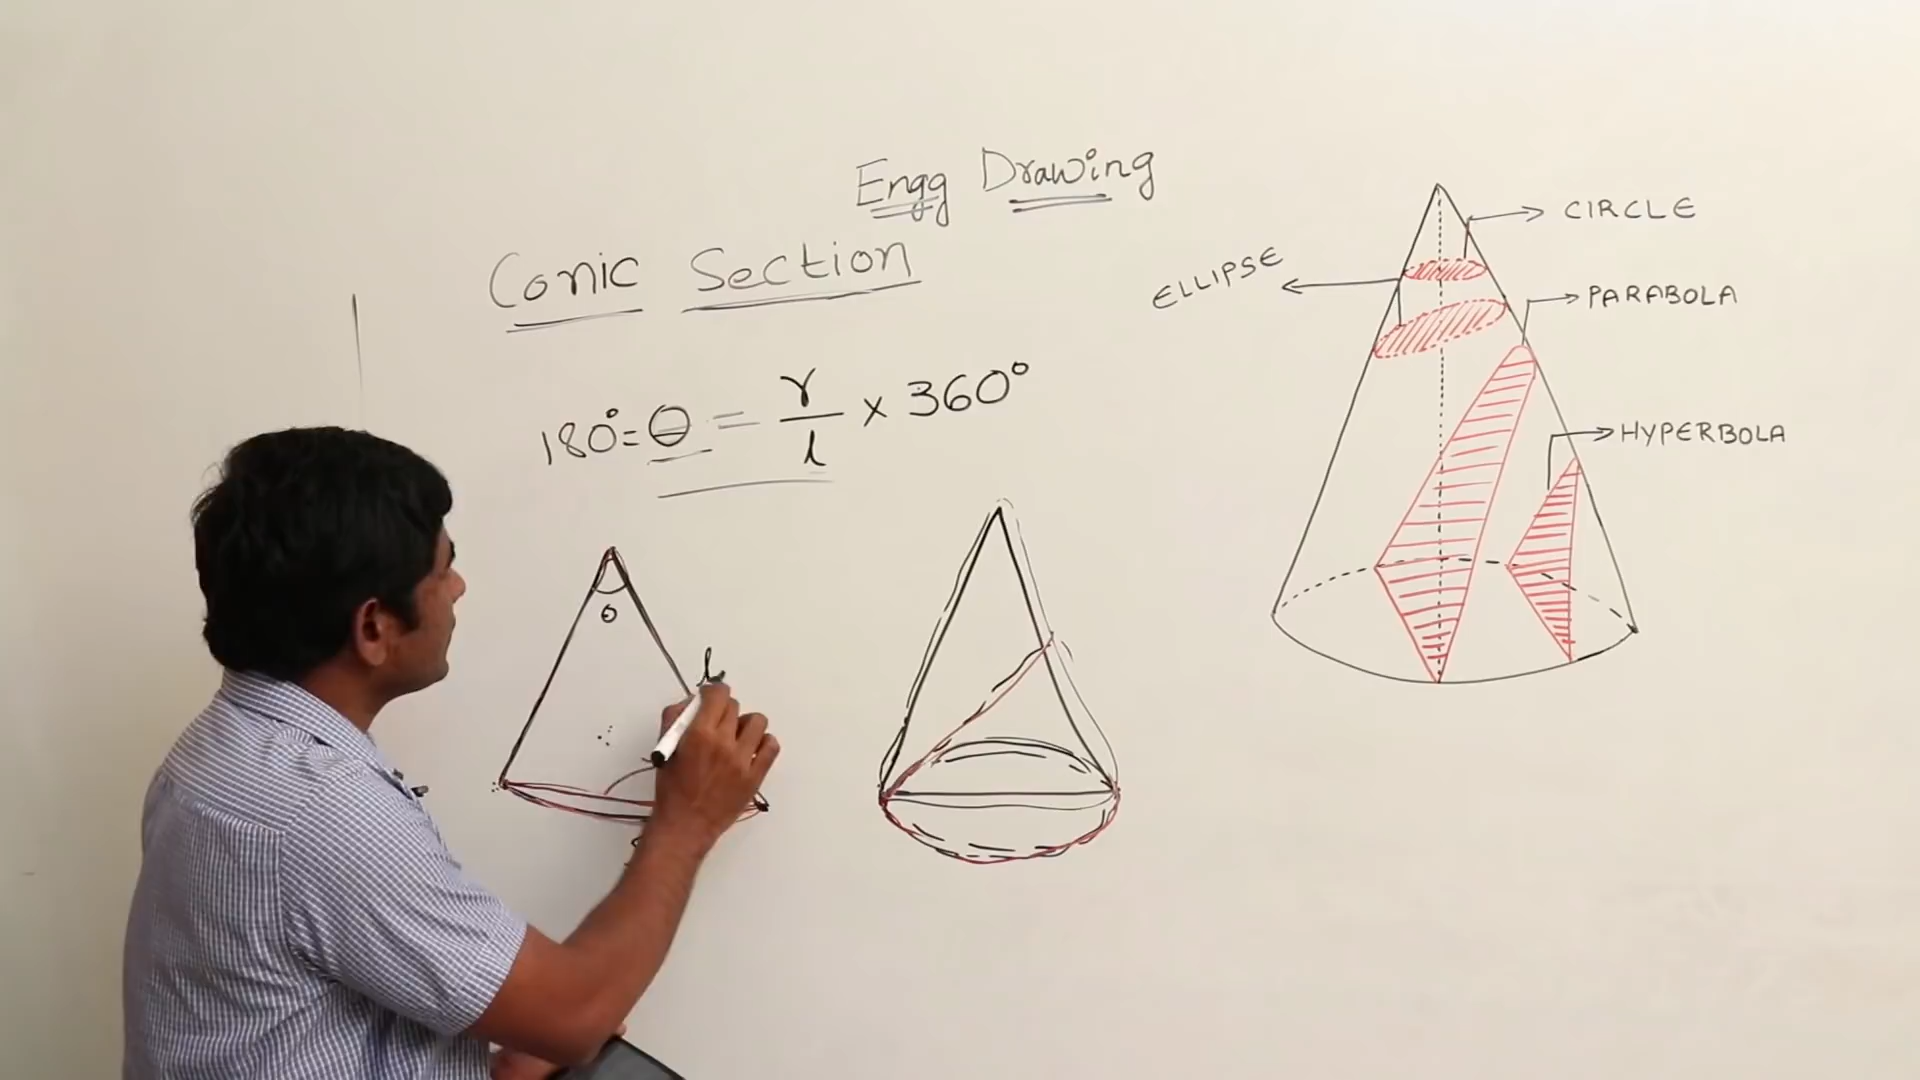 Engg Drawing
Conic Section
180° = θ = r/l × 360°
θ
l
CIRCLE
ELLIPSE
PARABOLA
HYPERBOLA